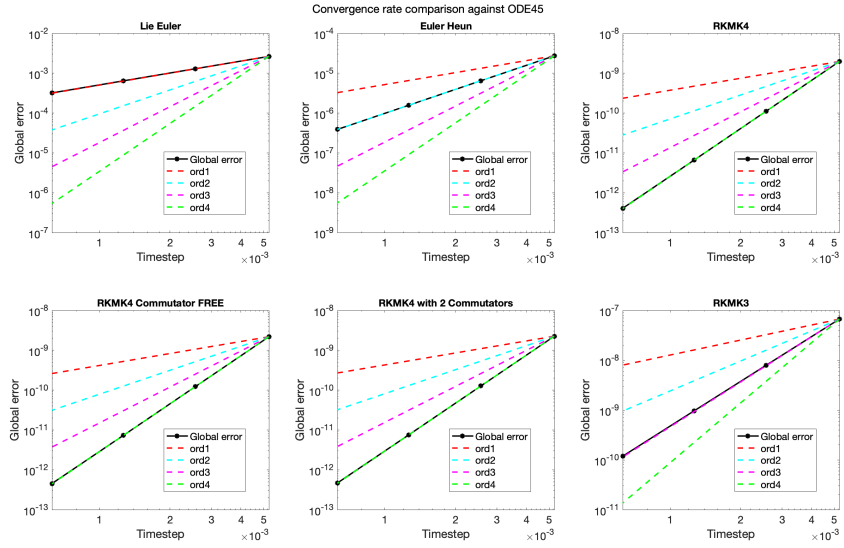 Convergence rate comparison against ODE45
Lie Euler
10^-2
10^-3
10^-4
10^-5
10^-6
10^-7
Global error
Global error
ord1
ord2
ord3
ord4
1 2 3 4 5
Timestep
×10^-3
Euler Heun
10^-4
10^-5
10^-6
10^-7
10^-8
10^-9
Global error
Global error
ord1
ord2
ord3
ord4
1 2 3 4 5
Timestep
×10^-3
RKMK4
10^-8
10^-9
10^-10
10^-11
10^-12
10^-13
Global error
Global error
ord1
ord2
ord3
ord4
1 2 3 4 5
Timestep
×10^-3
RKMK4 Commutator FREE
10^-8
10^-9
10^-10
10^-11
10^-12
10^-13
Global error
Global error
ord1
ord2
ord3
ord4
1 2 3 4 5
Timestep
×10^-3
RKMK4 with 2 Commutators
10^-8
10^-9
10^-10
10^-11
10^-12
10^-13
Global error
Global error
ord1
ord2
ord3
ord4
1 2 3 4 5
Timestep
×10^-3
RKMK3
10^-7
10^-8
10^-9
10^-10
10^-11
Global error
Global error
ord1
ord2
ord3
ord4
1 2 3 4 5
Timestep
×10^-3